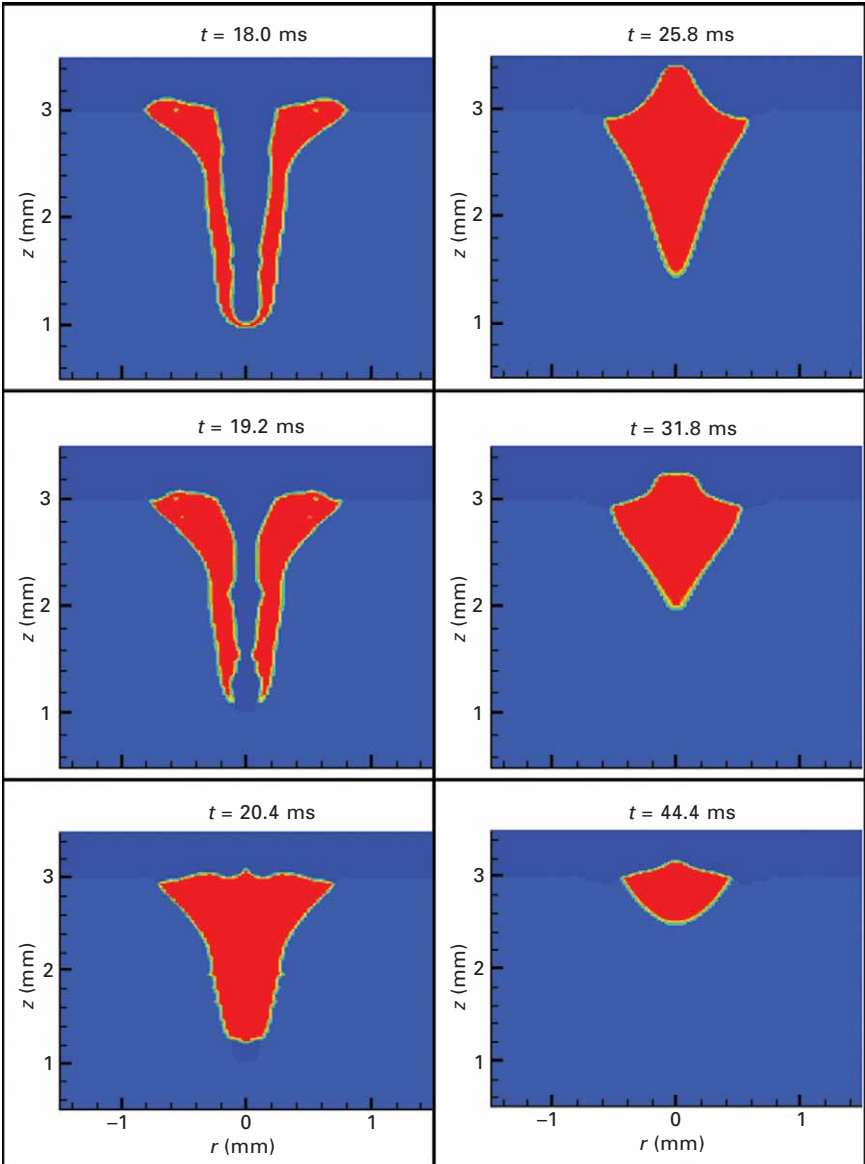 t = 18.0 ms
3
2
1
z (mm)
t = 25.8 ms
3
2
1
z (mm)
t = 19.2 ms
3
2
1
z (mm)
t = 31.8 ms
3
2
1
z (mm)
t = 20.4 ms
3
2
1
z (mm)
–1 0 1
r (mm)
t = 44.4 ms
3
2
1
z (mm)
–1 0 1
r (mm)